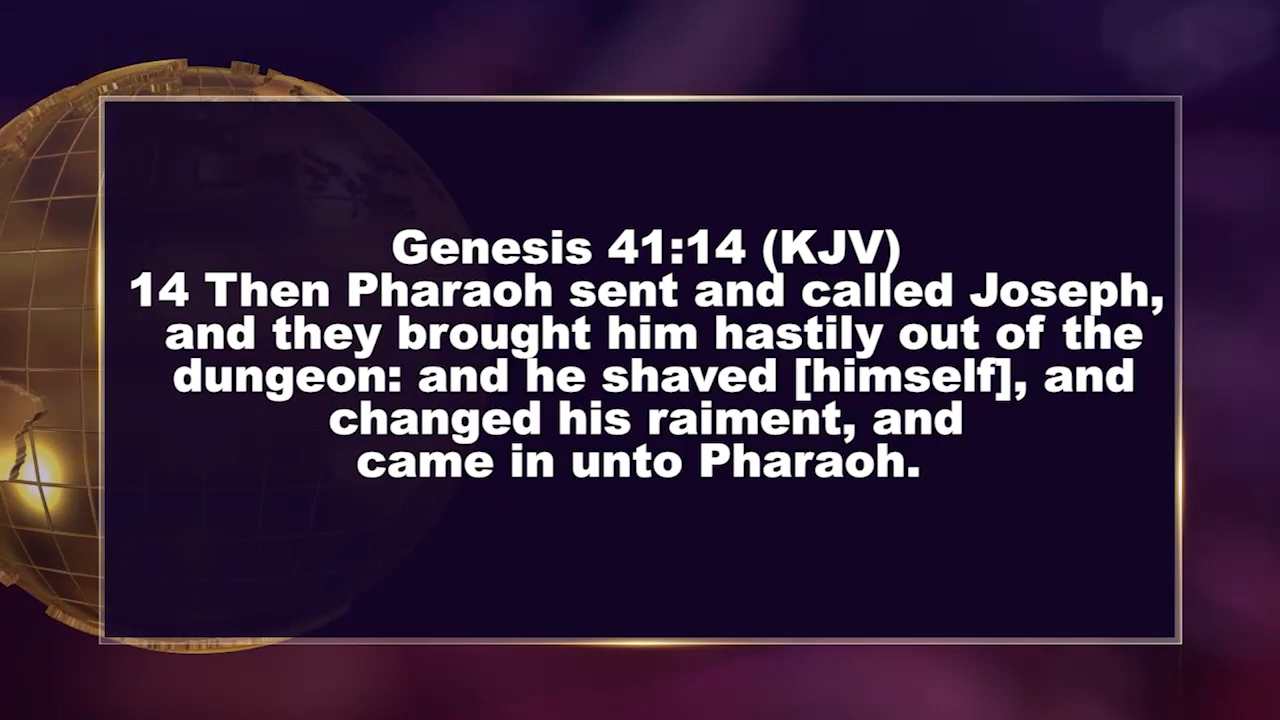 Genesis 41:14 (KJV)
14 Then Pharaoh sent and called Joseph,
and they brought him hastily out of the
dungeon: and he shaved [himself], and
changed his raiment, and
came in unto Pharaoh.